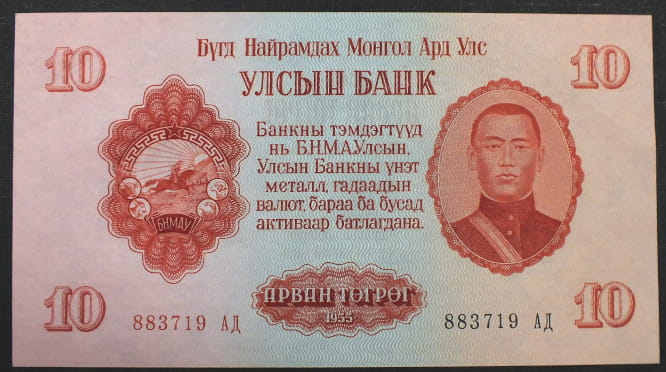 Бүгд Найрамдах Монгол Ард Улс
10 10
УЛСЫН БАНК
Банкны тэмдэгтүүд
нь Б.Н.М.А.Улсын,
Улсын Банкны үнэт
металл, гадаадын
валют, бараа ба бусад
активаар батлагдана.
БНМАУ
10 АРВАН ТӨГРӨГ 10
1955
883719 АД 883719 АД